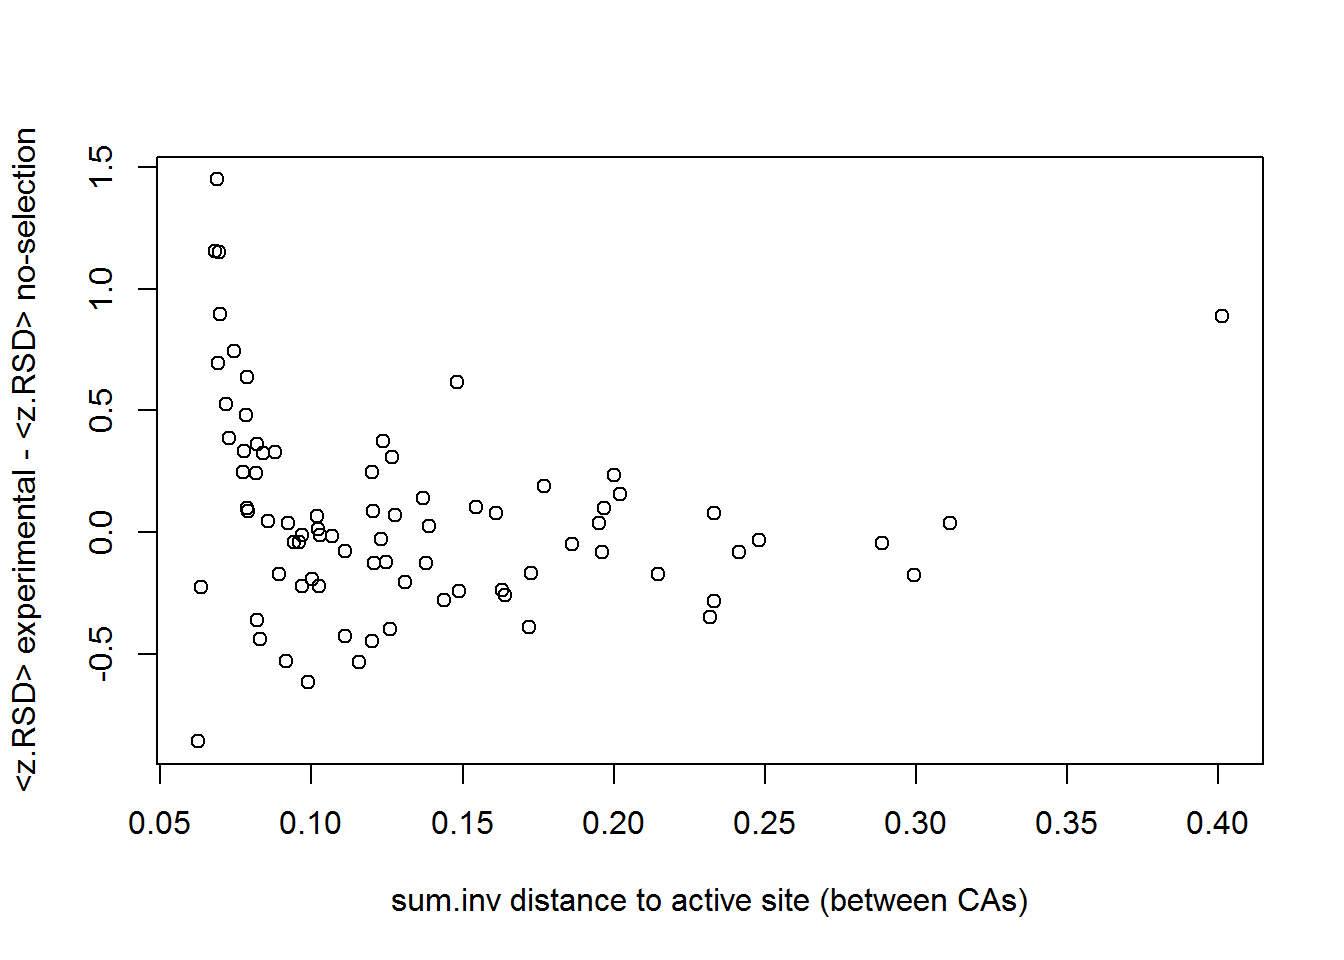 <z.RSD> experimental - <z.RSD> no-selection
1.5
1.0
0.5
0.0
-0.5
0.05 0.10 0.15 0.20 0.25 0.30 0.35 0.40
sum.inv distance to active site (between CAs)